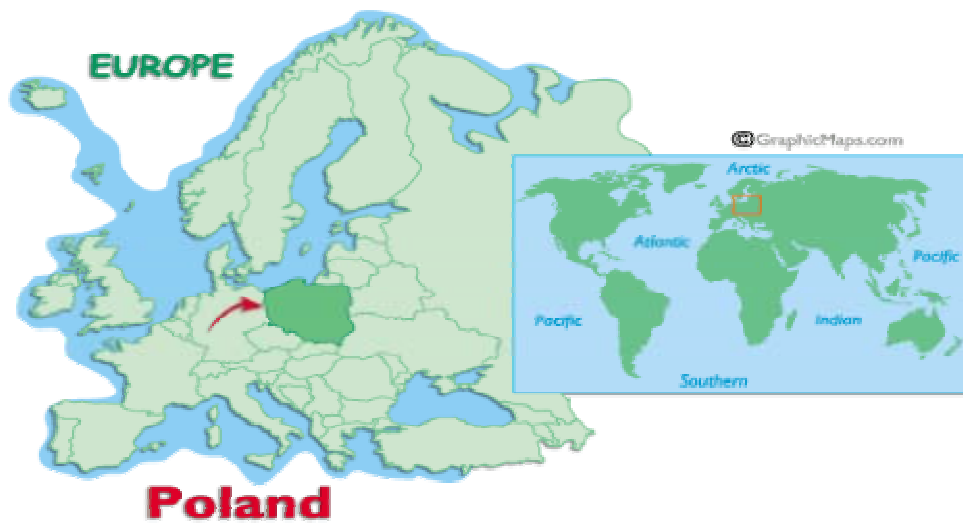 EUROPE
©GraphicMaps.com
Arctic
Atlantic
Pacific
Pacific
Indian
Southern
Poland